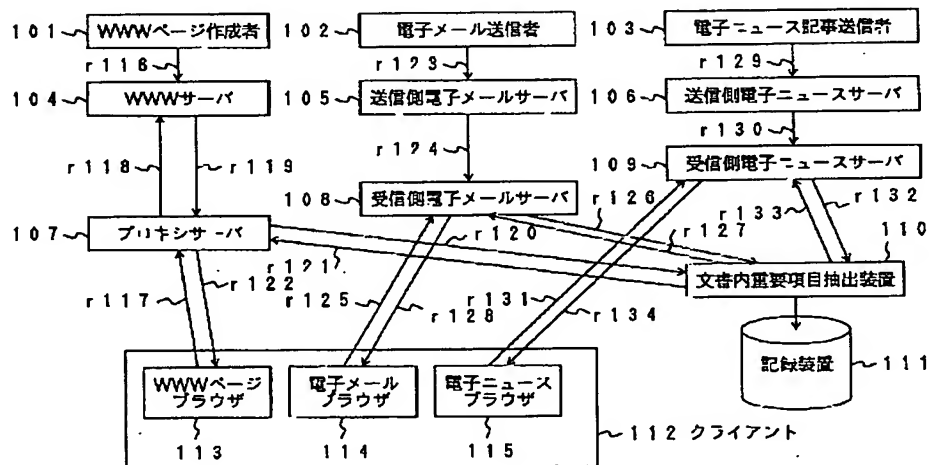 101 WWWページ作成者 102 電子メール送信者 103 電子ニュース記事送信者
r116 r123 r129
104 WWWサーバ 105 送信側電子メールサーバ 106 送信側電子ニュースサーバ
r130
r124
r118 r119 109 受信側電子ニュースサーバ
108 受信側電子メールサーバ r126 r133 r132
107 プロキシサーバ r120 r127 110
r121 文書内重要項目抽出装置
r117 r122 r125 r128 r131 r134
記録装置 111
WWWページ 電子メール 電子ニュース
ブラウザ ブラウザ ブラウザ
112 クライアント
113 114 115